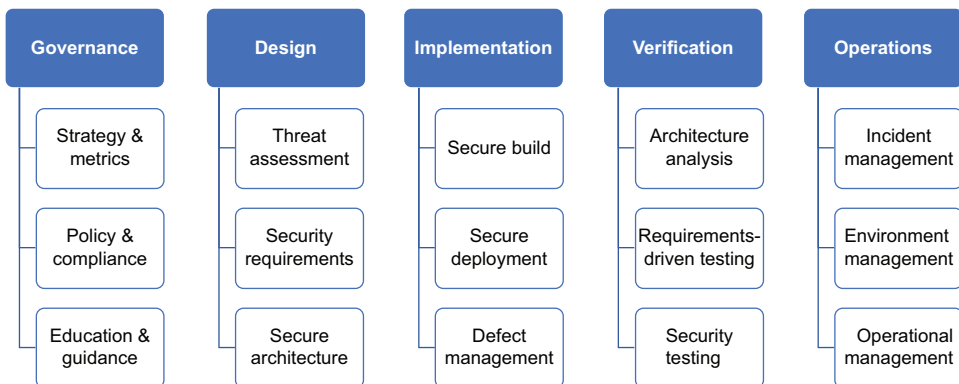 Governance
Strategy &
metrics
Policy &
compliance
Education &
guidance
Design
Threat
assessment
Security
requirements
Secure
architecture
Implementation
Secure build
Secure
deployment
Defect
management
Verification
Architecture
analysis
Requirements-
driven testing
Security
testing
Operations
Incident
management
Environment
management
Operational
management